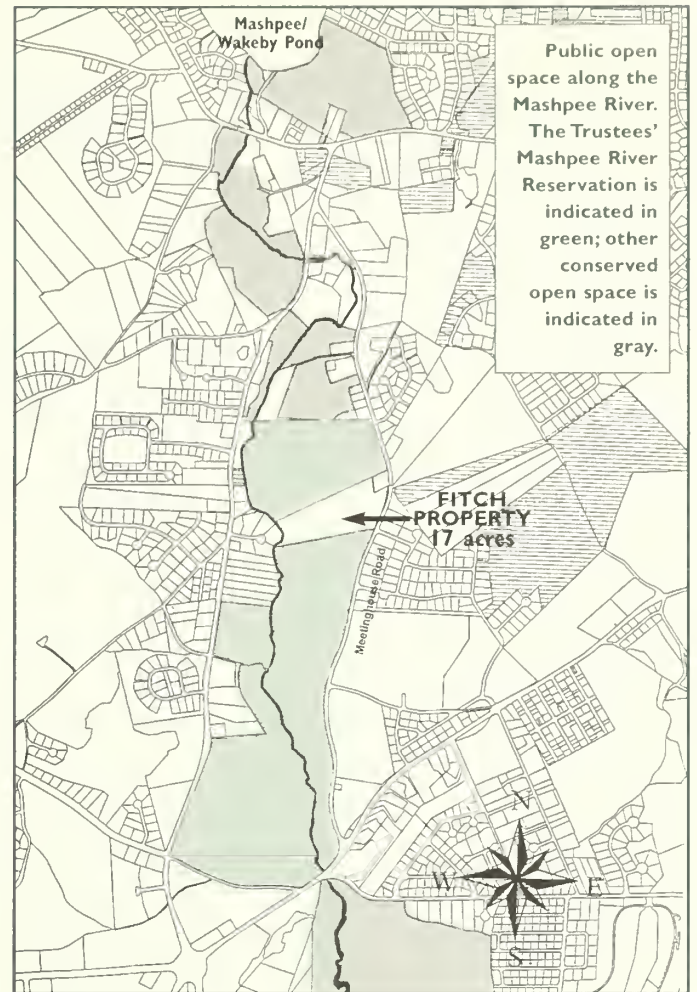 Mashpee/
Wakeby Pond
Public open
space along the
Mashpee River.
The Trustees'
Mashpee River
Reservation is
indicated in
green; other
conserved
open space is
indicated in
gray.
FITCH
PROPERTY
17 acres
Meetinghouse Road
N
W E
S